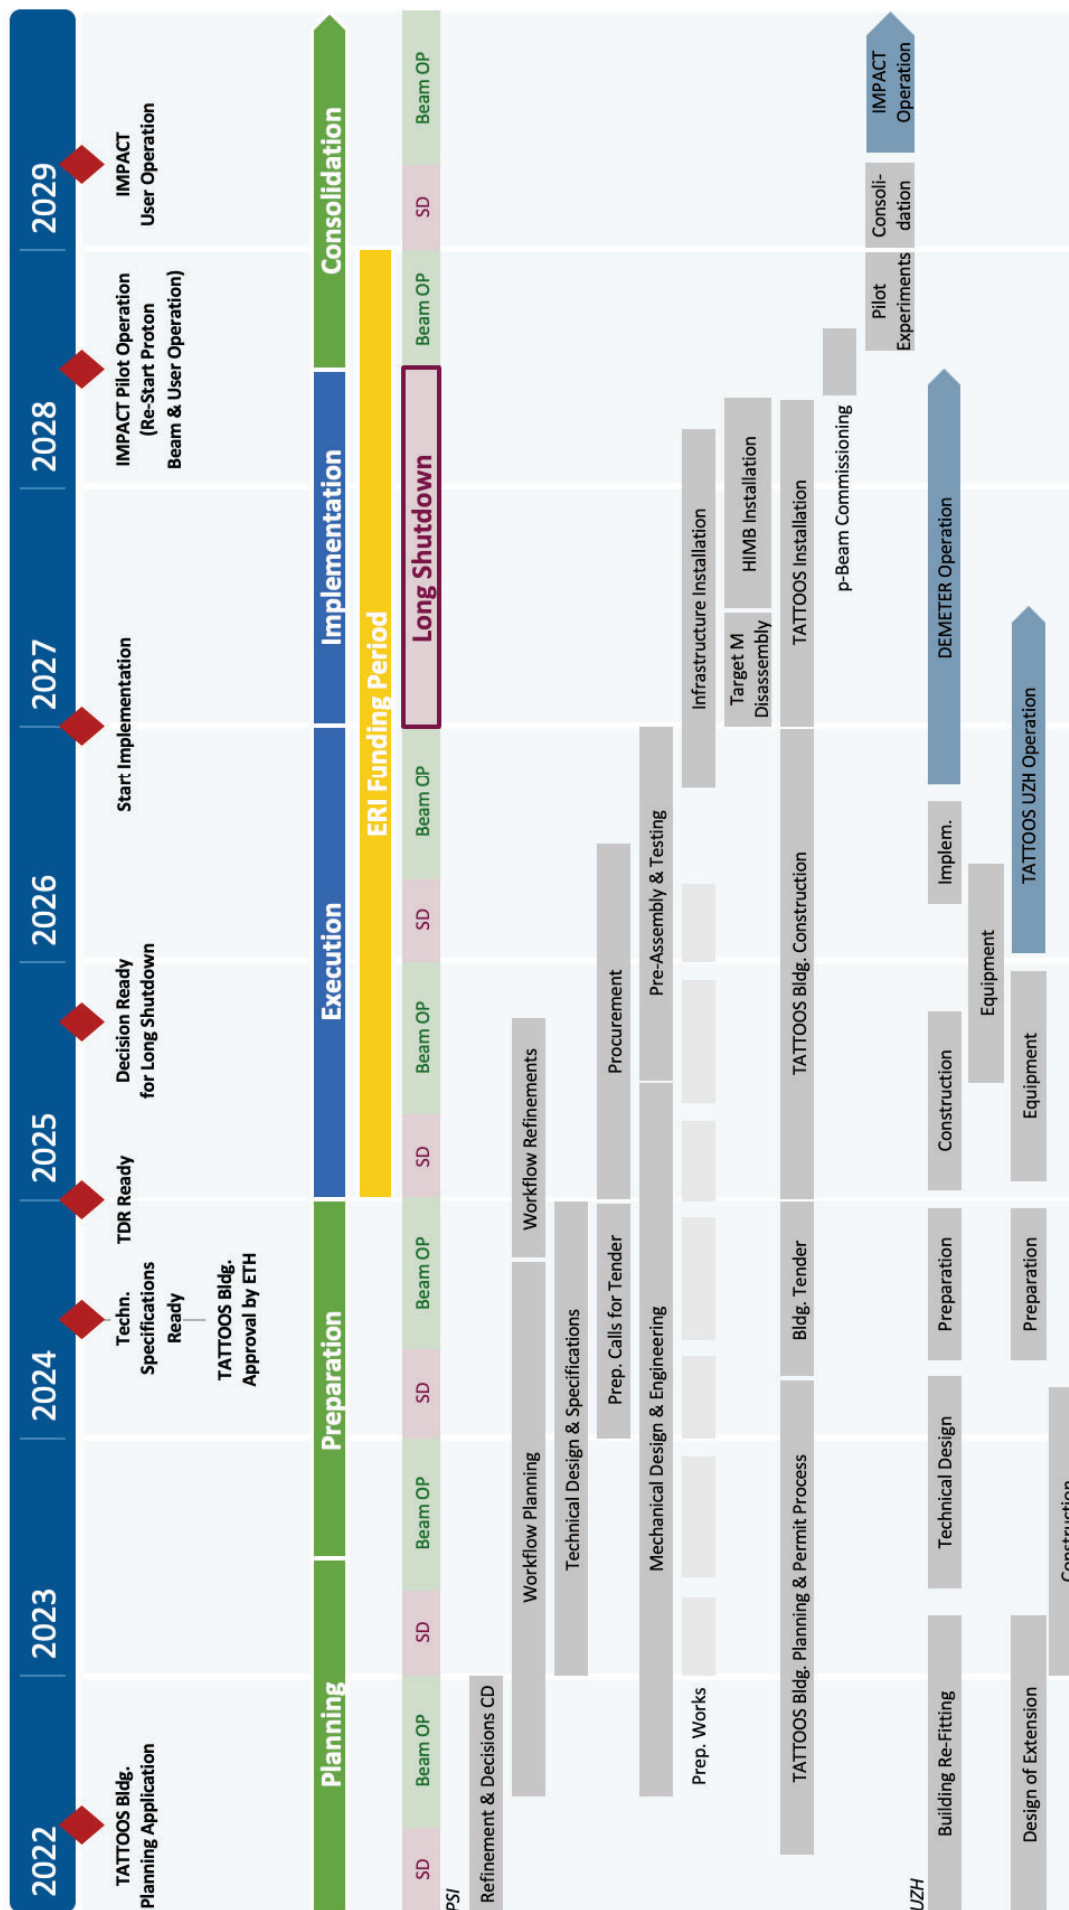 2022
2023
2024
2025
2026
2027
2028
2029
TATTOOS Bldg.
Planning Application
Techn.
Specifications
Ready
TATTOOS Bldg.
Approval by ETH
TDR Ready
Decision Ready
for Long Shutdown
Start Implementation
IMPACT Pilot Operation
(Re-Start Proton
Beam & User Operation)
IMPACT
User Operation
Planning
Preparation
Execution
Implementation
Consolidation
ERI Funding Period
SD
Beam OP
SD
Beam OP
SD
Beam OP
SD
Beam OP
SD
Beam OP
Long Shutdown
Beam OP
SD
Beam OP
PSI
Refinement & Decisions CD
Workflow Planning
Workflow Refinements
Technical Design & Specifications
Prep. Calls for Tender
Procurement
Mechanical Design & Engineering
Pre-Assembly & Testing
Prep. Works
Infrastructure Installation
Target M
Disassembly
HIMB Installation
TATTOOS Bldg. Planning & Permit Process
Bldg. Tender
TATTOOS Bldg. Construction
TATTOOS Installation
p-Beam Commissioning
Pilot
Experiments
Consoli-
dation
IMPACT
Operation
UZH
Building Re-Fitting
Technical Design
Preparation
Construction
Implem.
DEMETER Operation
Equipment
Design of Extension
Preparation
Equipment
TATTOOS UZH Operation
Construction